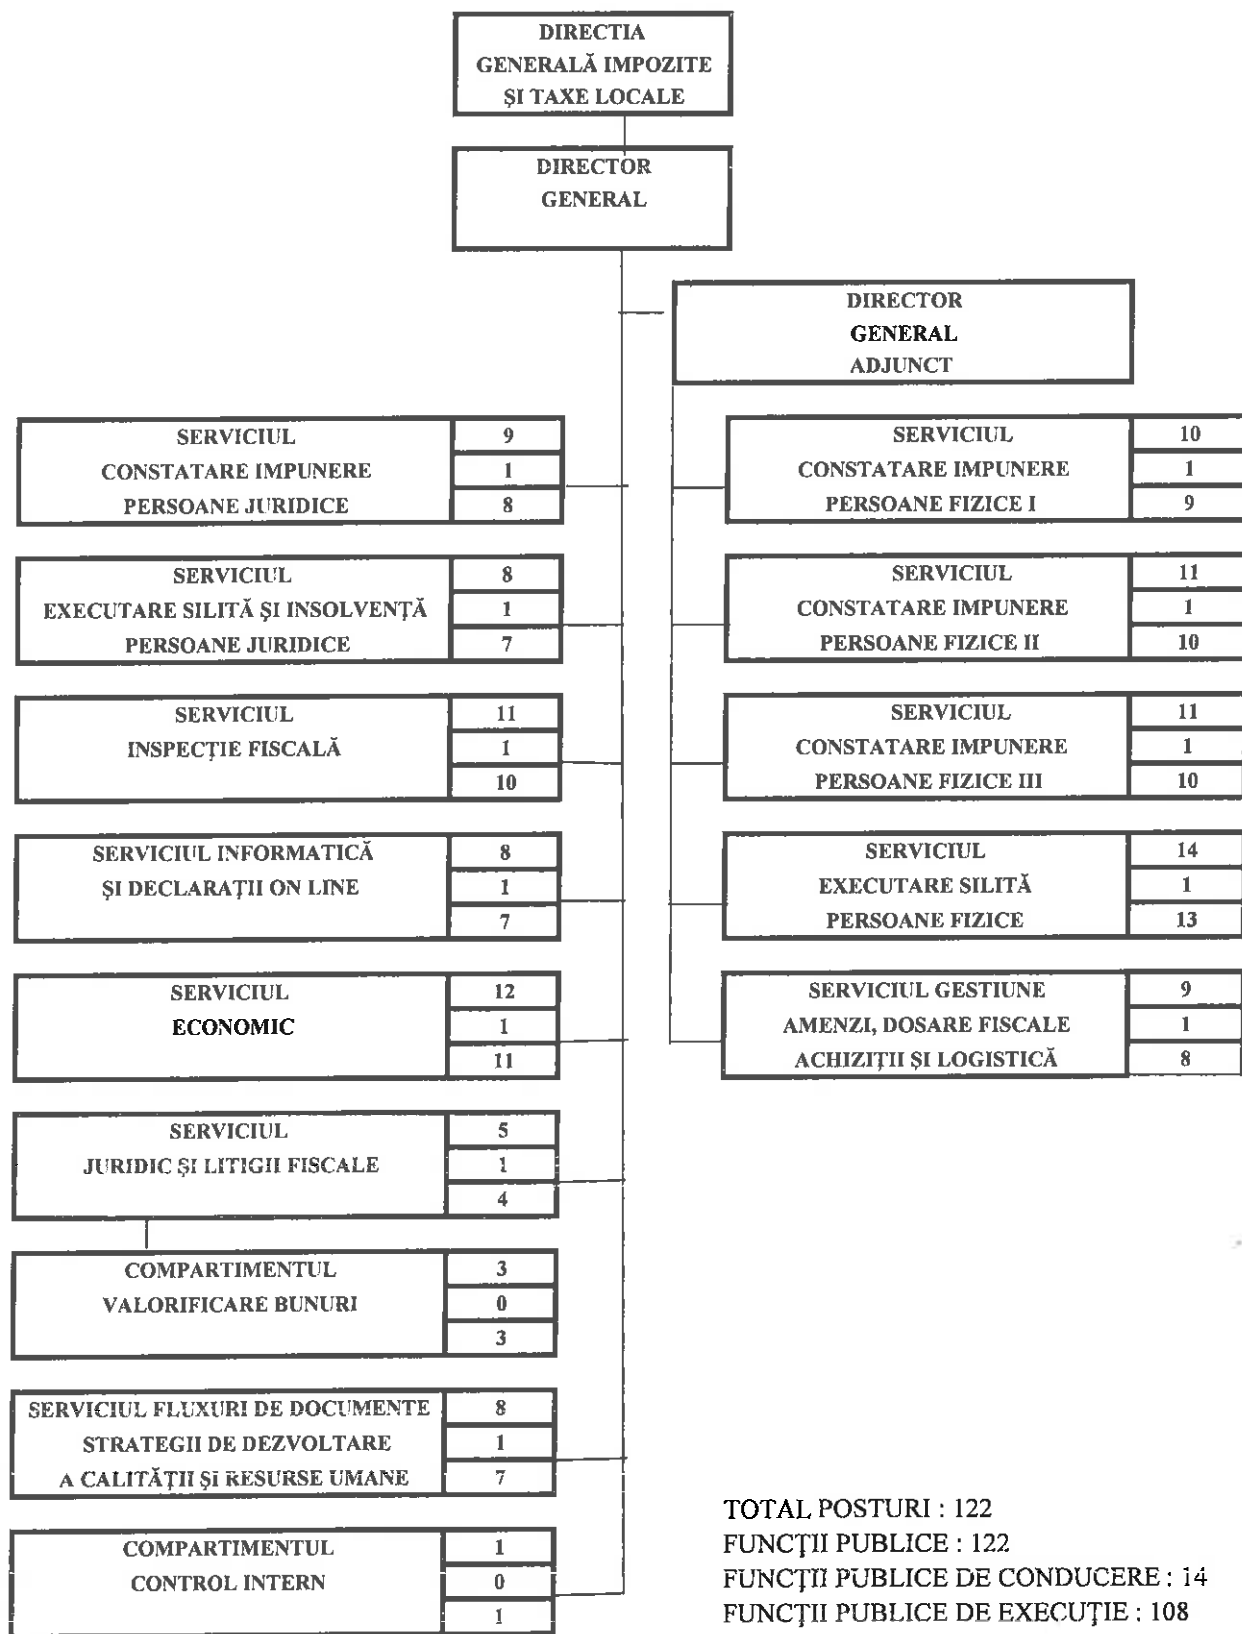 DIRECTIA
GENERALĂ IMPOZITE
ŞI TAXE LOCALE
DIRECTOR
GENERAL
DIRECTOR
GENERAL
ADJUNCT
SERVICIUL 9
CONSTATARE IMPUNERE 1
PERSOANE JURIDICE 8
SERVICIUL 8
EXECUTARE SILITĂ ŞI INSOLVENŢĂ 1
PERSOANE JURIDICE 7
SERVICIUL 11
INSPECŢIE FISCALĂ 1
10
SERVICIUL INFORMATICĂ 8
ŞI DECLARAŢII ON LINE 1
7
SERVICIUL 12
ECONOMIC 1
11
SERVICIUL 5
JURIDIC ŞI LITIGII FISCALE 1
4
COMPARTIMENTUL 3
VALORIFICARE BUNURI 0
3
SERVICIUL FLUXURI DE DOCUMENTE 8
STRATEGII DE DEZVOLTARE 1
A CALITĂŢII ŞI RESURSE UMANE 7
COMPARTIMENTUL 1
CONTROL INTERN 0
1
SERVICIUL 10
CONSTATARE IMPUNERE 1
PERSOANE FIZICE I 9
SERVICIUL 11
CONSTATARE IMPUNERE 1
PERSOANE FIZICE II 10
SERVICIUL 11
CONSTATARE IMPUNERE 1
PERSOANE FIZICE III 10
SERVICIUL 14
EXECUTARE SILITĂ 1
PERSOANE FIZICE 13
SERVICIUL GESTIUNE 9
AMENZI, DOSARE FISCALE 1
ACHIZIŢII ŞI LOGISTICĂ 8
TOTAL POSTURI : 122
FUNCŢII PUBLICE : 122
FUNCŢII PUBLICE DE CONDUCERE : 14
FUNCŢII PUBLICE DE EXECUŢIE : 108